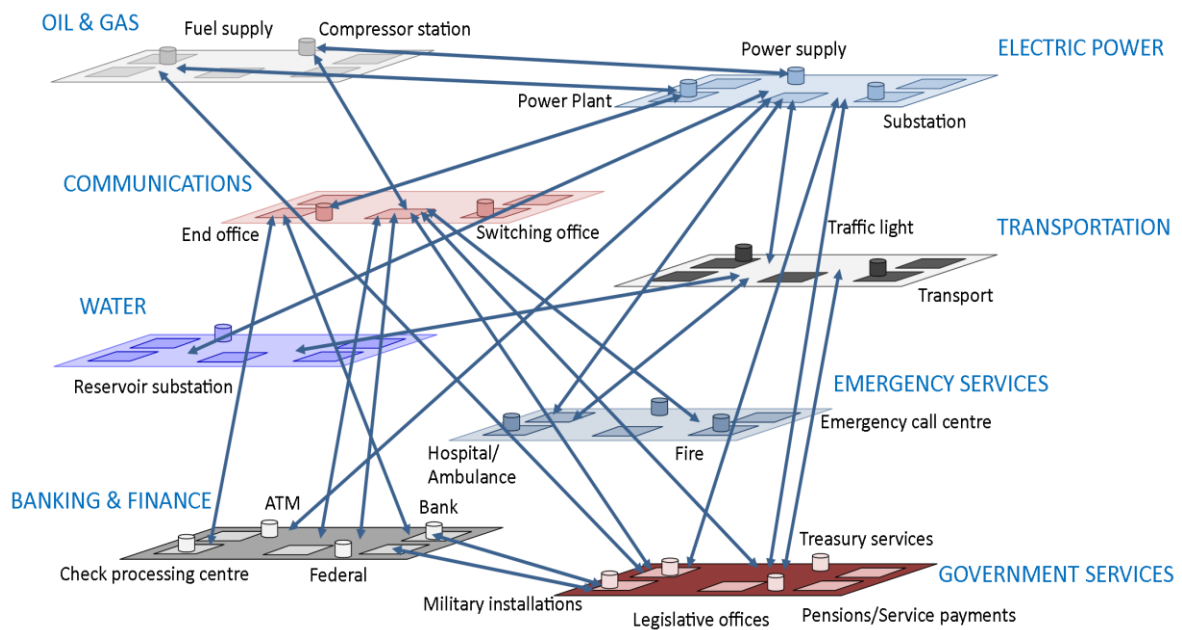 OIL & GAS
Fuel supply
Compressor station
Power supply
ELECTRIC POWER
Power Plant
Substation
COMMUNICATIONS
End office
Switching office
Traffic light
TRANSPORTATION
Transport
WATER
Reservoir substation
EMERGENCY SERVICES
Emergency call centre
Hospital/
Ambulance
Fire
BANKING & FINANCE
ATM
Bank
Check processing centre
Federal
Treasury services
GOVERNMENT SERVICES
Military installations
Legislative offices
Pensions/Service payments